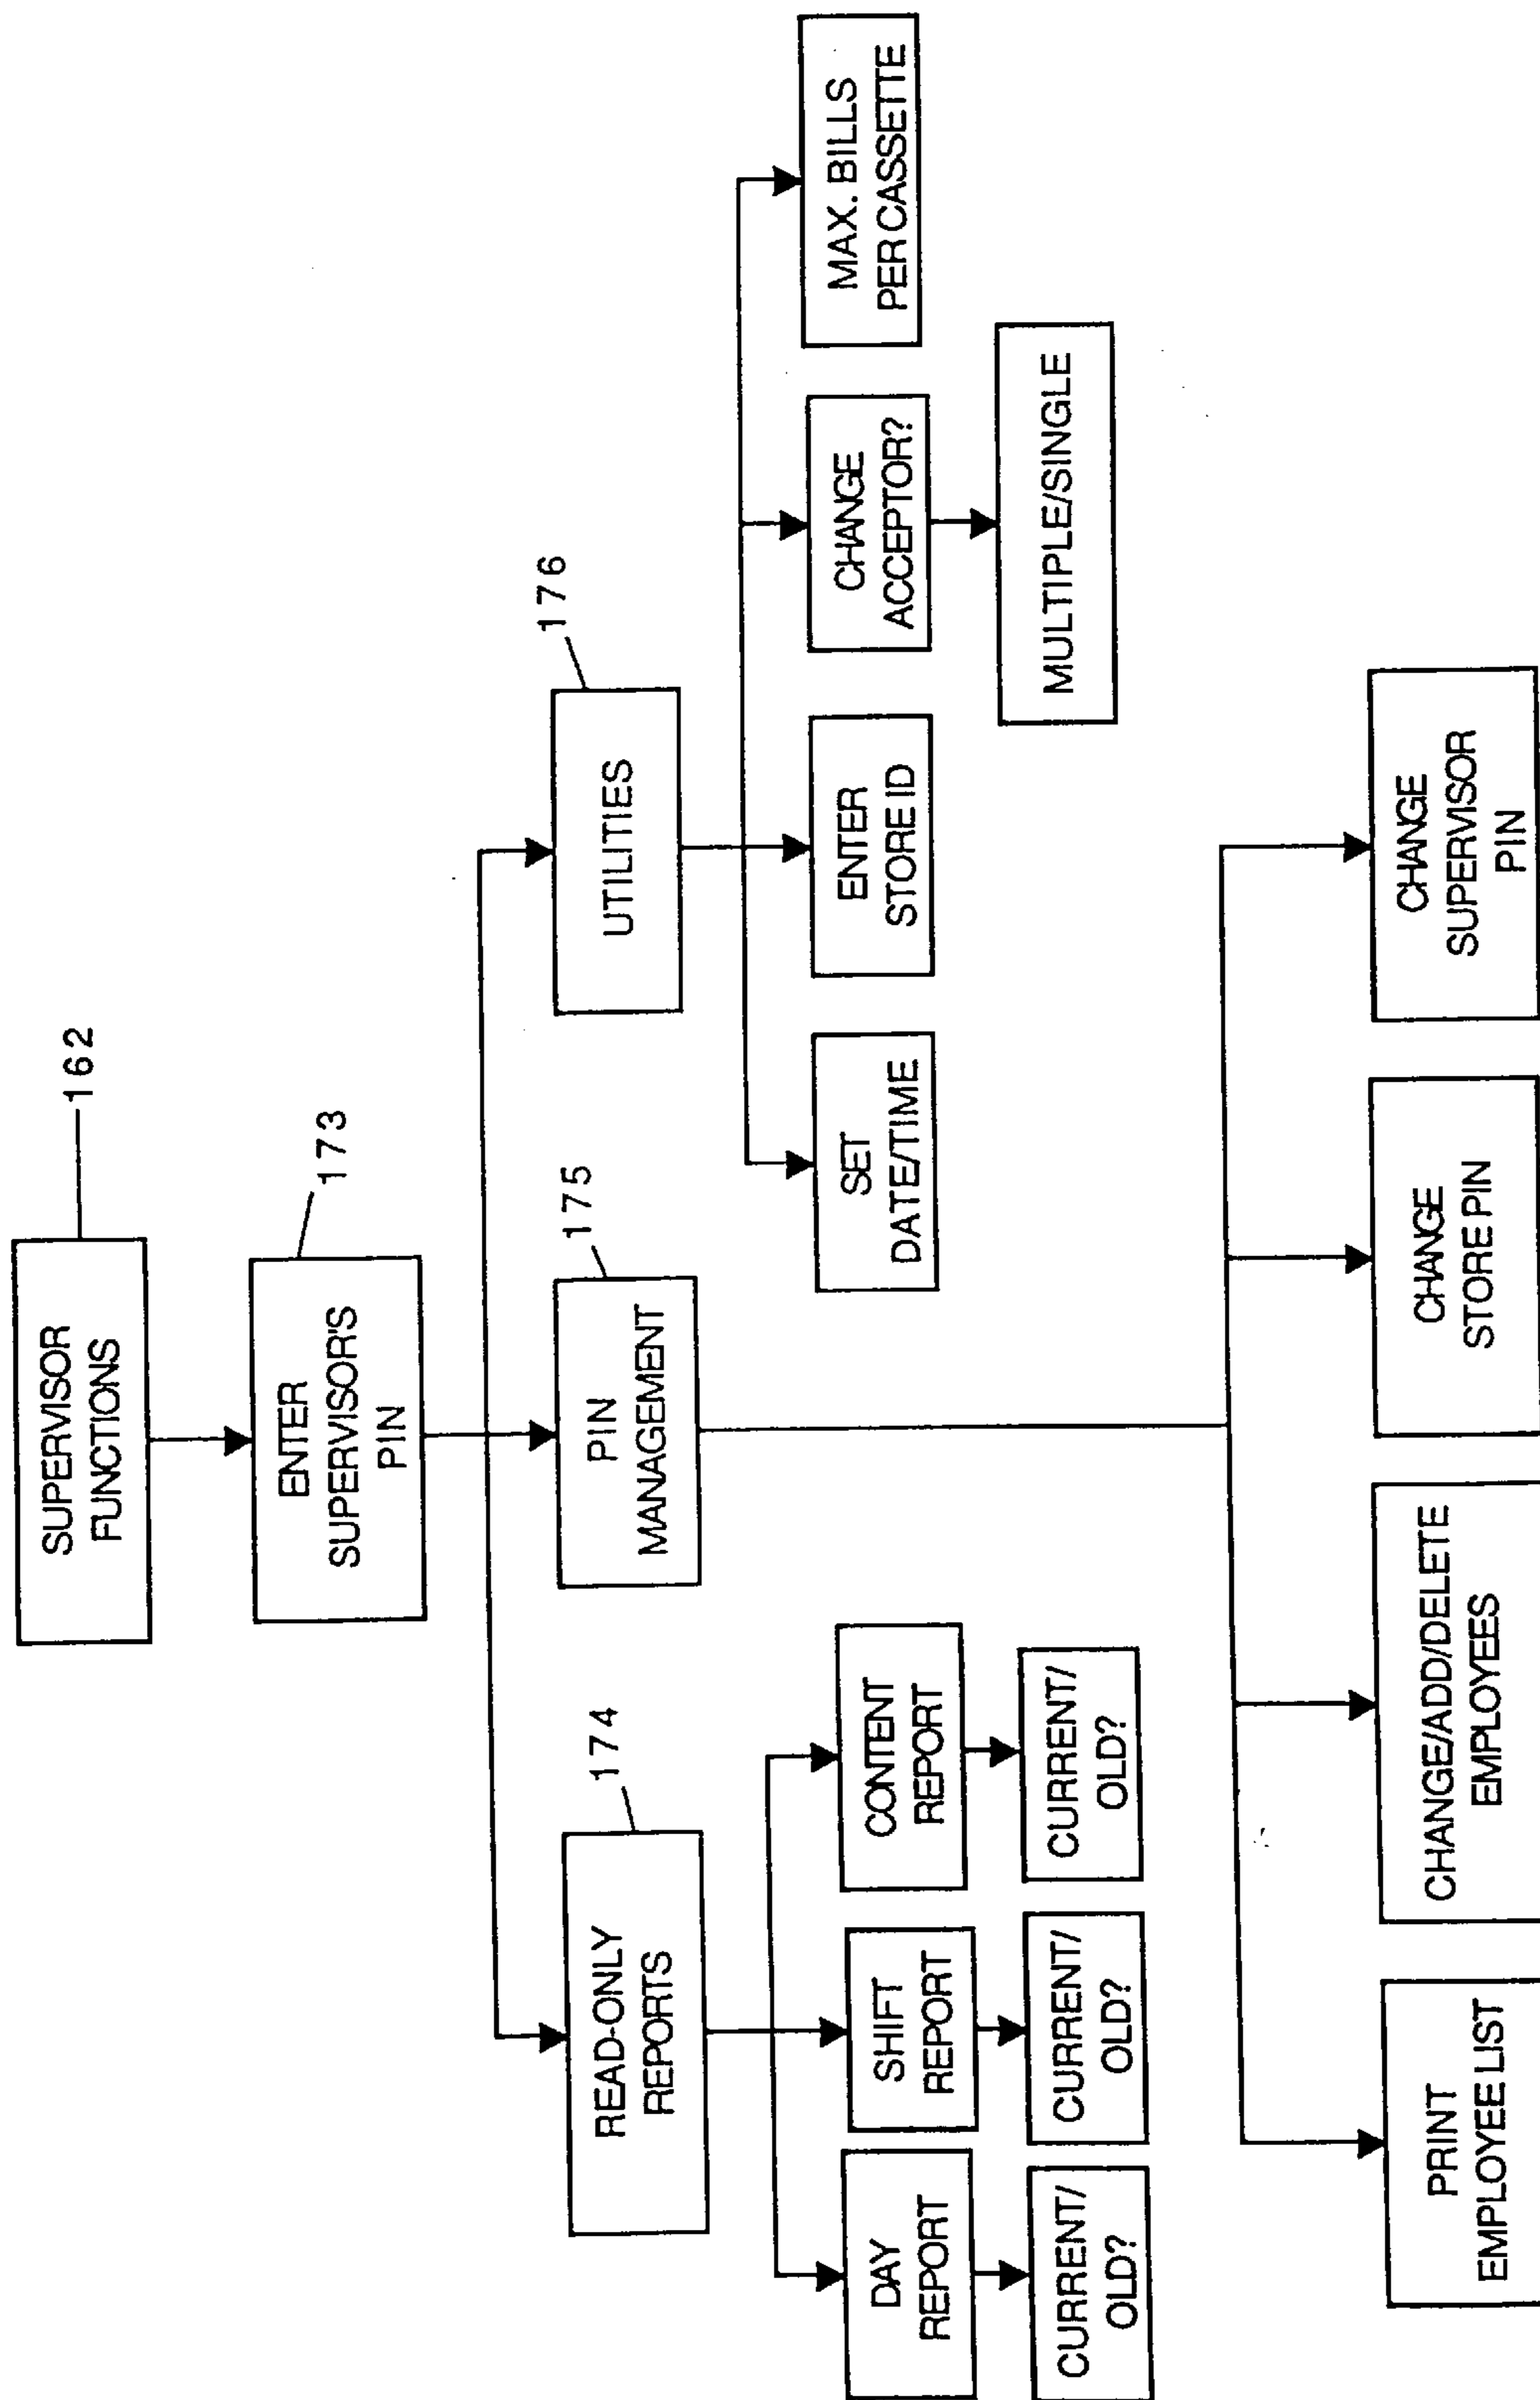 SUPERVISOR
FUNCTIONS
162
ENTER
SUPERVISOR'S
PIN
173
READ-ONLY
REPORTS
174
PIN
MANAGEMENT
175
UTILITIES
176
DAY
REPORT
SHIFT
REPORT
CONTENT
REPORT
CURRENT/
OLD?
CURRENT/
OLD?
CURRENT/
OLD?
SET
DATE/TIME
ENTER
STORE ID
CHANGE
ACCEPTOR?
MAX. BILLS
PER CASSETTE
MULTIPLE/SINGLE
PRINT
EMPLOYEE LIST
CHANGE/ADD/DELETE
EMPLOYEES
CHANGE
STORE PIN
CHANGE
SUPERVISOR
PIN